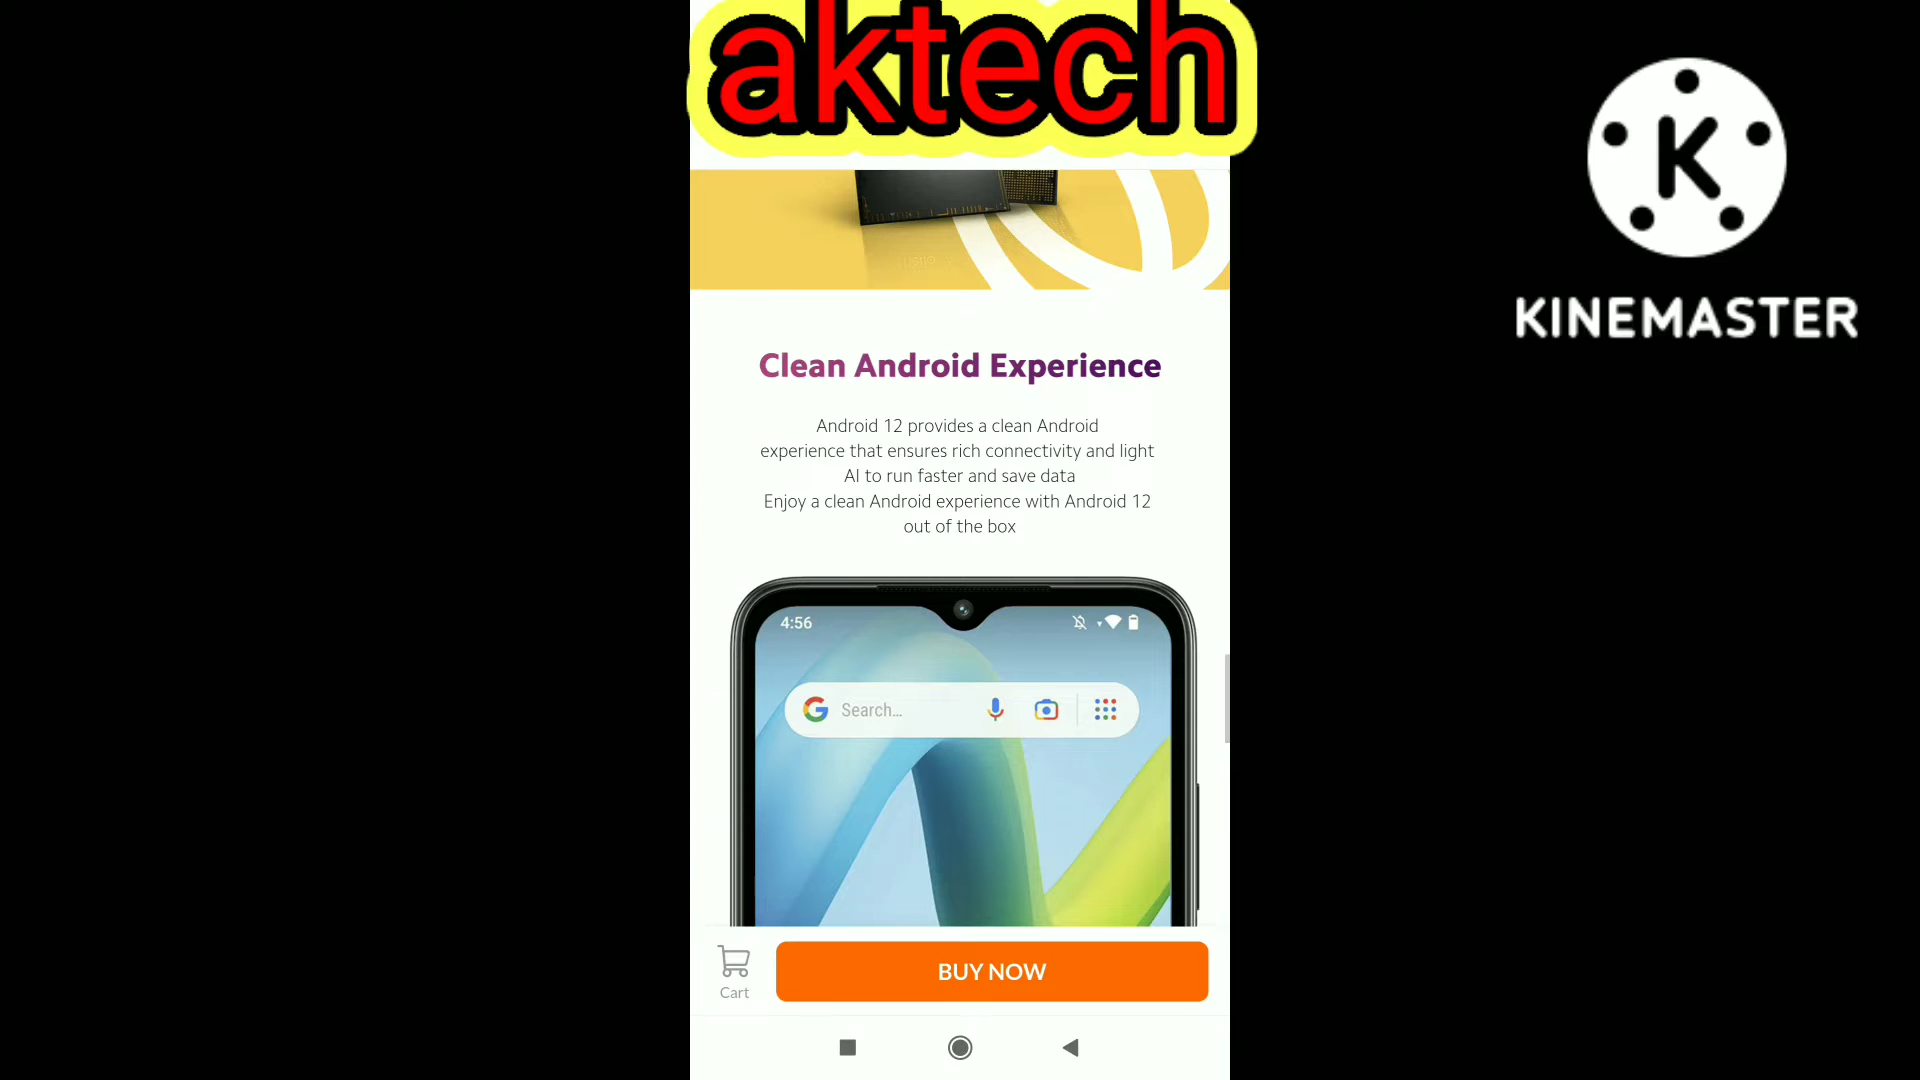 aktech
K
KINEMASTER
Clean Android Experience
Android 12 provides a clean Android
experience that ensures rich connectivity and light
AI to run faster and save data
Enjoy a clean Android experience with Android 12
out of the box
4:56
G Search...
BUY NOW
Cart